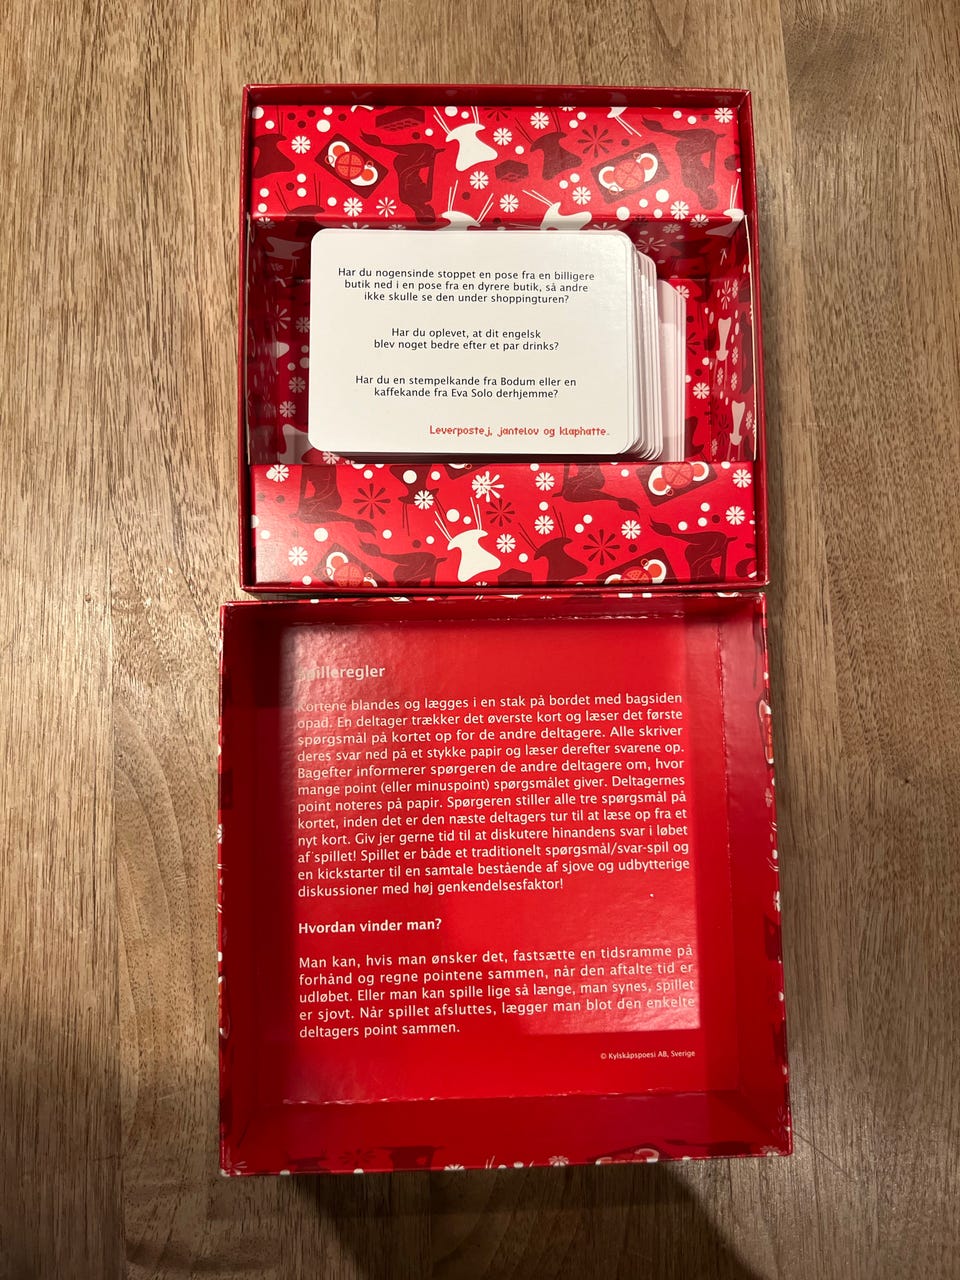 Har du nogensinde stoppet en pose fra en billigere
butik ned i en pose fra en dyrere butik, så andre
ikke skulle se den under shoppingturen?
Har du oplevet, at dit engelsk
blev noget bedre efter et par drinks?
Har du en stempelkande fra Bodum eller en
kaffekande fra Eva Solo derhjemme?
Leverpostej, jantelov og klaphatte.
Spilleregler
Kortene blandes og lægges i en stak på bordet med bagsiden
opad. En deltager trækker det øverste kort og læser det første
spørgsmål på kortet op for de andre deltagere. Alle skriver
deres svar ned på et stykke papir og læser derefter svarene op.
Bagefter informerer spørgeren de andre deltagere om, hvor
mange point (eller minuspoint) spørgsmålet giver. Deltagernes
point noteres på papir. Spørgeren stiller alle tre spørgsmål på
kortet, inden det er den næste deltagers tur til at læse op fra et
nyt kort. Giv jer gerne tid til at diskutere hinandens svar i løbet
af spillet! Spillet er både et traditionelt spørgsmål/svar-spil og
en kickstarter til en samtale bestående af sjove og udbytterige
diskussioner med høj genkendelsesfaktor!
Hvordan vinder man?
Man kan, hvis man ønsker det, fastsætte en tidsramme på
forhånd og regne pointene sammen, når den aftalte tid er
udløbet. Eller man kan spille lige så længe, man synes, spillet
er sjovt. Når spillet afsluttes, lægger man blot den enkelte
deltagers point sammen.
© Kylskåpspoesi AB, Sverige